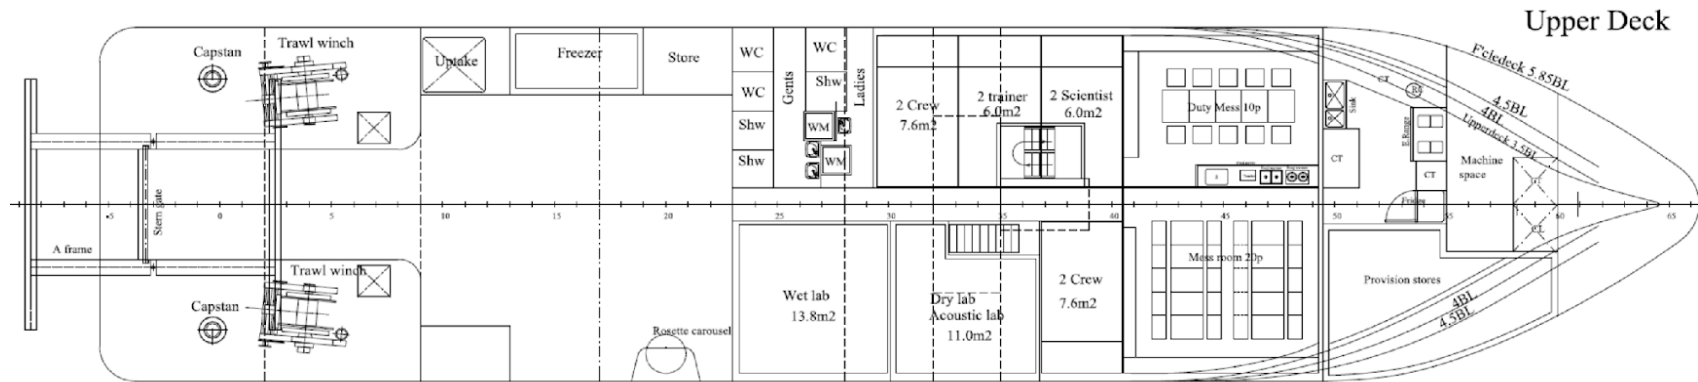 Upper Deck
Capstan
Trawl winch
Uptake
Freezer
Store
WC
WC
Shw
Shw
Gents
WC
Shw
WM
WM
Ladies
2 Crew
7.6m2
2 trainer
6.0m2
2 Scientist
6.0m2
Duty Mess 10p
Sink
CT
CT
E.Range
CT
Fridge
Machine
space
F'cledeck 5.85BL
4.5BL
4BL
Upperdeck 3.5BL
CL
CL
-5
0
5
10
15
20
25
30
35
40
45
50
55
60
65
Stern gate
A frame
Trawl winch
Capstan
Rosette carousel
Wet lab
13.8m2
Dry lab
Acoustic lab
11.0m2
2 Crew
7.6m2
Mess room 20p
Provision stores
4BL
4.5BL